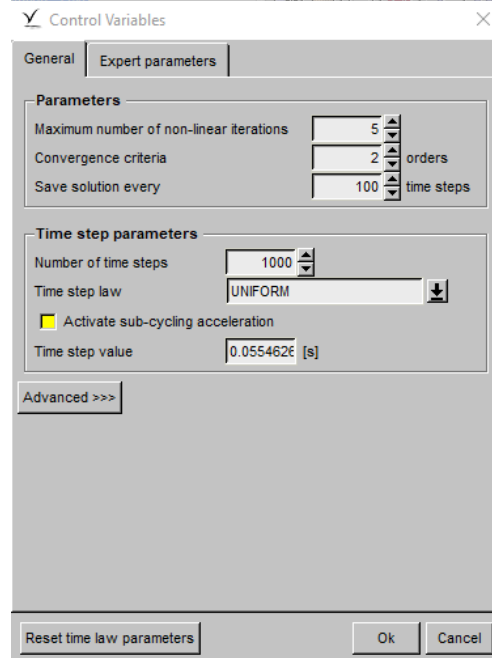 Control Variables
General
Expert parameters
Parameters
Maximum number of non-linear iterations 5
Convergence criteria 2 orders
Save solution every 100 time steps
Time step parameters
Number of time steps 1000
Time step law UNIFORM
Activate sub-cycling acceleration
Time step value 0.0554626 [s]
Advanced >>>
Reset time law parameters
Ok
Cancel